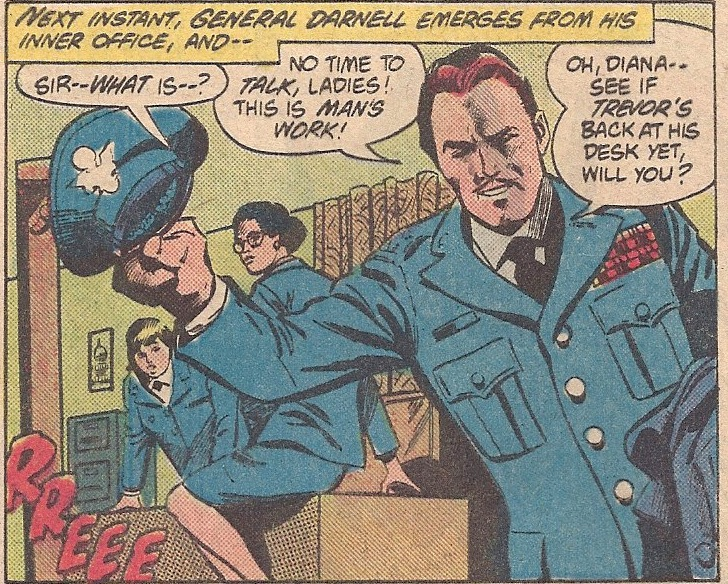 NEXT INSTANT, GENERAL DARNELL EMERGES FROM HIS
INNER OFFICE, AND--
SIR--WHAT IS--?
NO TIME TO
TALK, LADIES!
THIS IS MAN'S
WORK!
OH, DIANA--
SEE IF
TREVOR'S
BACK AT HIS
DESK YET,
WILL YOU?
RREEE